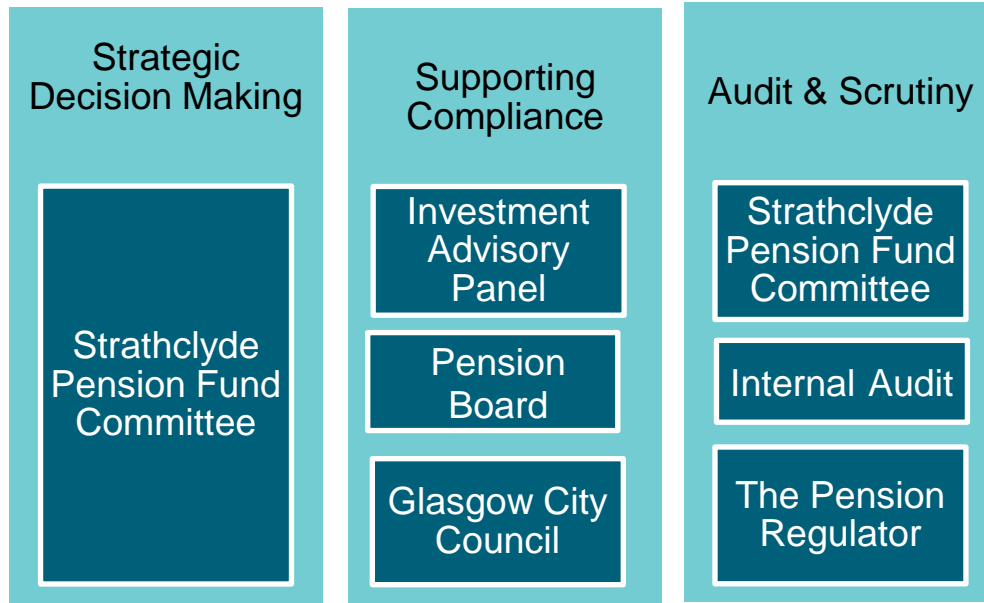 Strategic
Decision Making
Strathclyde
Pension Fund
Committee
Supporting
Compliance
Investment
Advisory
Panel
Pension
Board
Glasgow City
Council
Audit & Scrutiny
Strathclyde
Pension Fund
Committee
Internal Audit
The Pension
Regulator